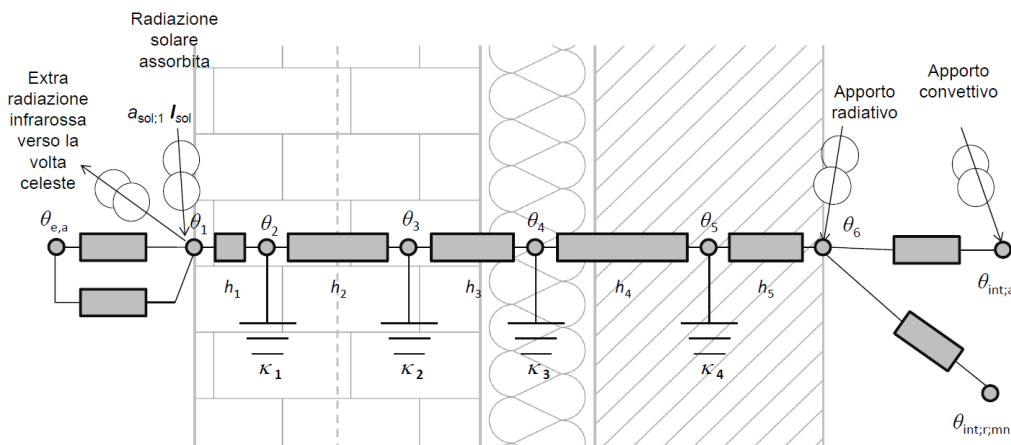 Radiazione
solare
assorbita
Extra
radiazione
infrarossa
verso la
volta
celeste
a_sol;1 I_sol
Apporto
radiativo
Apporto
convettivo
θ_e,a
θ_1
θ_2
θ_3
θ_4
θ_5
θ_6
θ_int;a
h_1
h_2
h_3
h_4
h_5
κ_1
κ_2
κ_3
κ_4
θ_int;r;mn